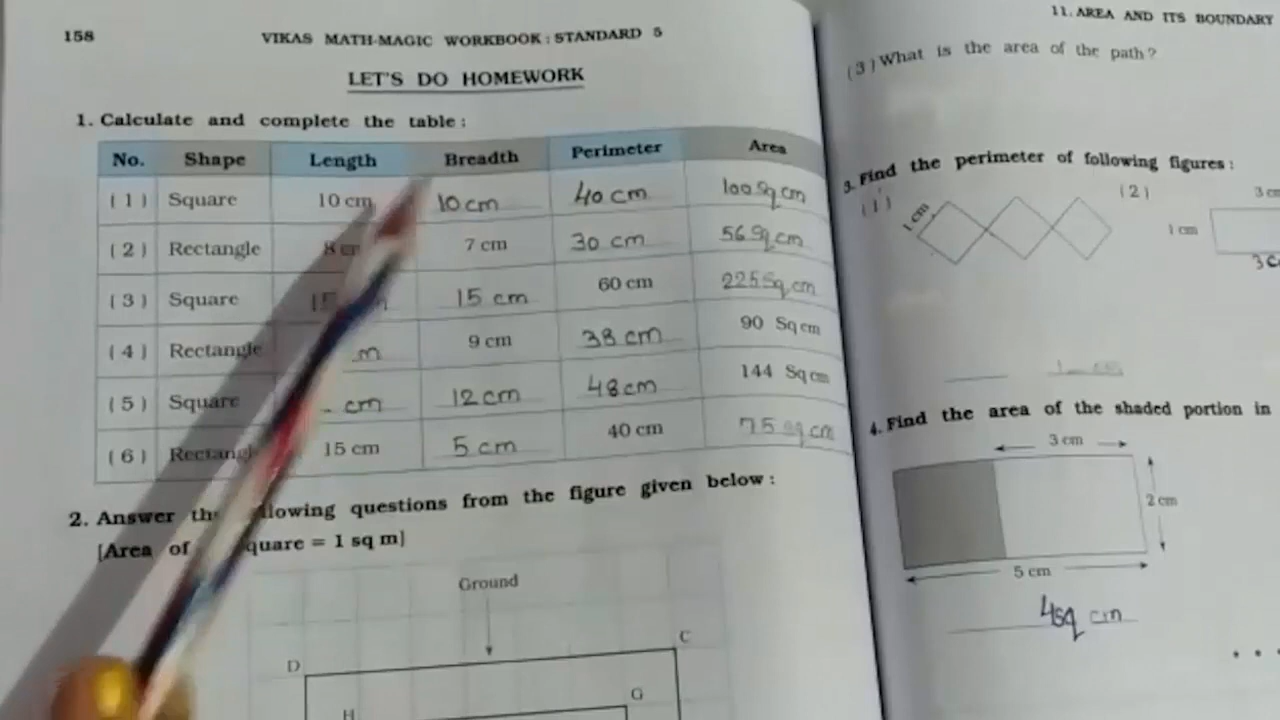 158 VIKAS MATH-MAGIC WORKBOOK : STANDARD 5
LET'S DO HOMEWORK
1. Calculate and complete the table :
No. Shape Length Breadth Perimeter Area
(1) Square 10 cm 10 cm 40 cm 100 Sq cm
(2) Rectangle 8 7 cm 30 cm 56 Sq cm
(3) Square 15 cm 60 cm 225 Sq cm
(4) Rectangle 9 cm 38 cm 90 Sq cm
(5) Square cm 12 cm 48 cm 144 Sq cm
(6) 15 cm 5 cm 40 cm 75 sq cm
2. Answer questions from the figure given below :
[Area of = 1 sq m]
Ground
D C
H G
11. AREA AND ITS BOUNDARY
(3) What is the area of the path ?
3. Find the perimeter of following figures :
(1) 1 cm (2) 3 1 cm
3
4. Find the area of the shaded portion in
3 cm
2 cm
5 cm
4sq cm